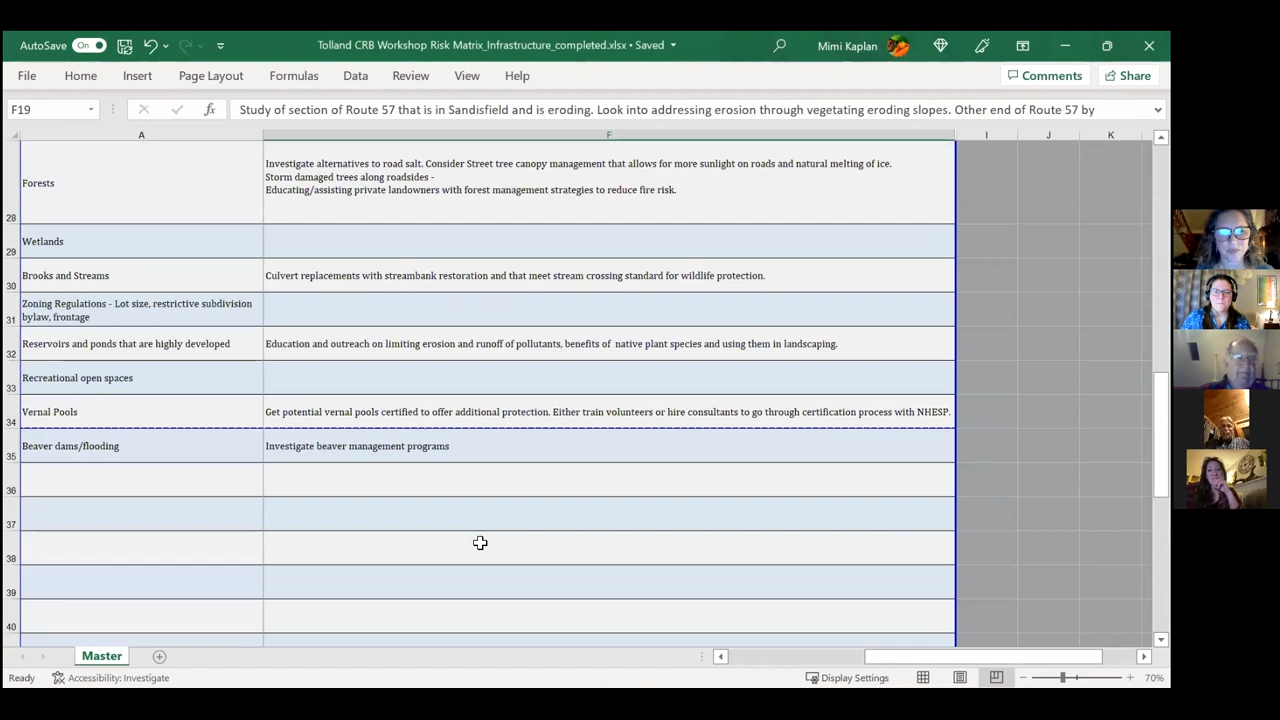 AutoSave On Tolland CRB Workshop Risk Matrix_Infrastructure_completed.xlsx • Saved Mimi Kaplan
File Home Insert Page Layout Formulas Data Review View Help Comments Share
F19 fx Study of section of Route 57 that is in Sandisfield and is eroding. Look into addressing erosion through vegetating eroding slopes. Other end of Route 57 by
A F I J K
Investigate alternatives to road salt. Consider Street tree canopy management that allows for more sunlight on roads and natural melting of ice.
Storm damaged trees along roadsides -
Forests
Educating/assisting private landowners with forest management strategies to reduce fire risk.
28
Wetlands
29
Brooks and Streams Culvert replacements with streambank restoration and that meet stream crossing standard for wildlife protection.
30
Zoning Regulations - Lot size, restrictive subdivision
bylaw, frontage
31
Reservoirs and ponds that are highly developed Education and outreach on limiting erosion and runoff of pollutants, benefits of native plant species and using them in landscaping.
32
Recreational open spaces
33
Vernal Pools Get potential vernal pools certified to offer additional protection. Either train volunteers or hire consultants to go through certification process with NHESP.
34
Beaver dams/flooding Investigate beaver management programs
35
36
37
38
39
40
Master
Ready Accessibility: Investigate Display Settings 70%